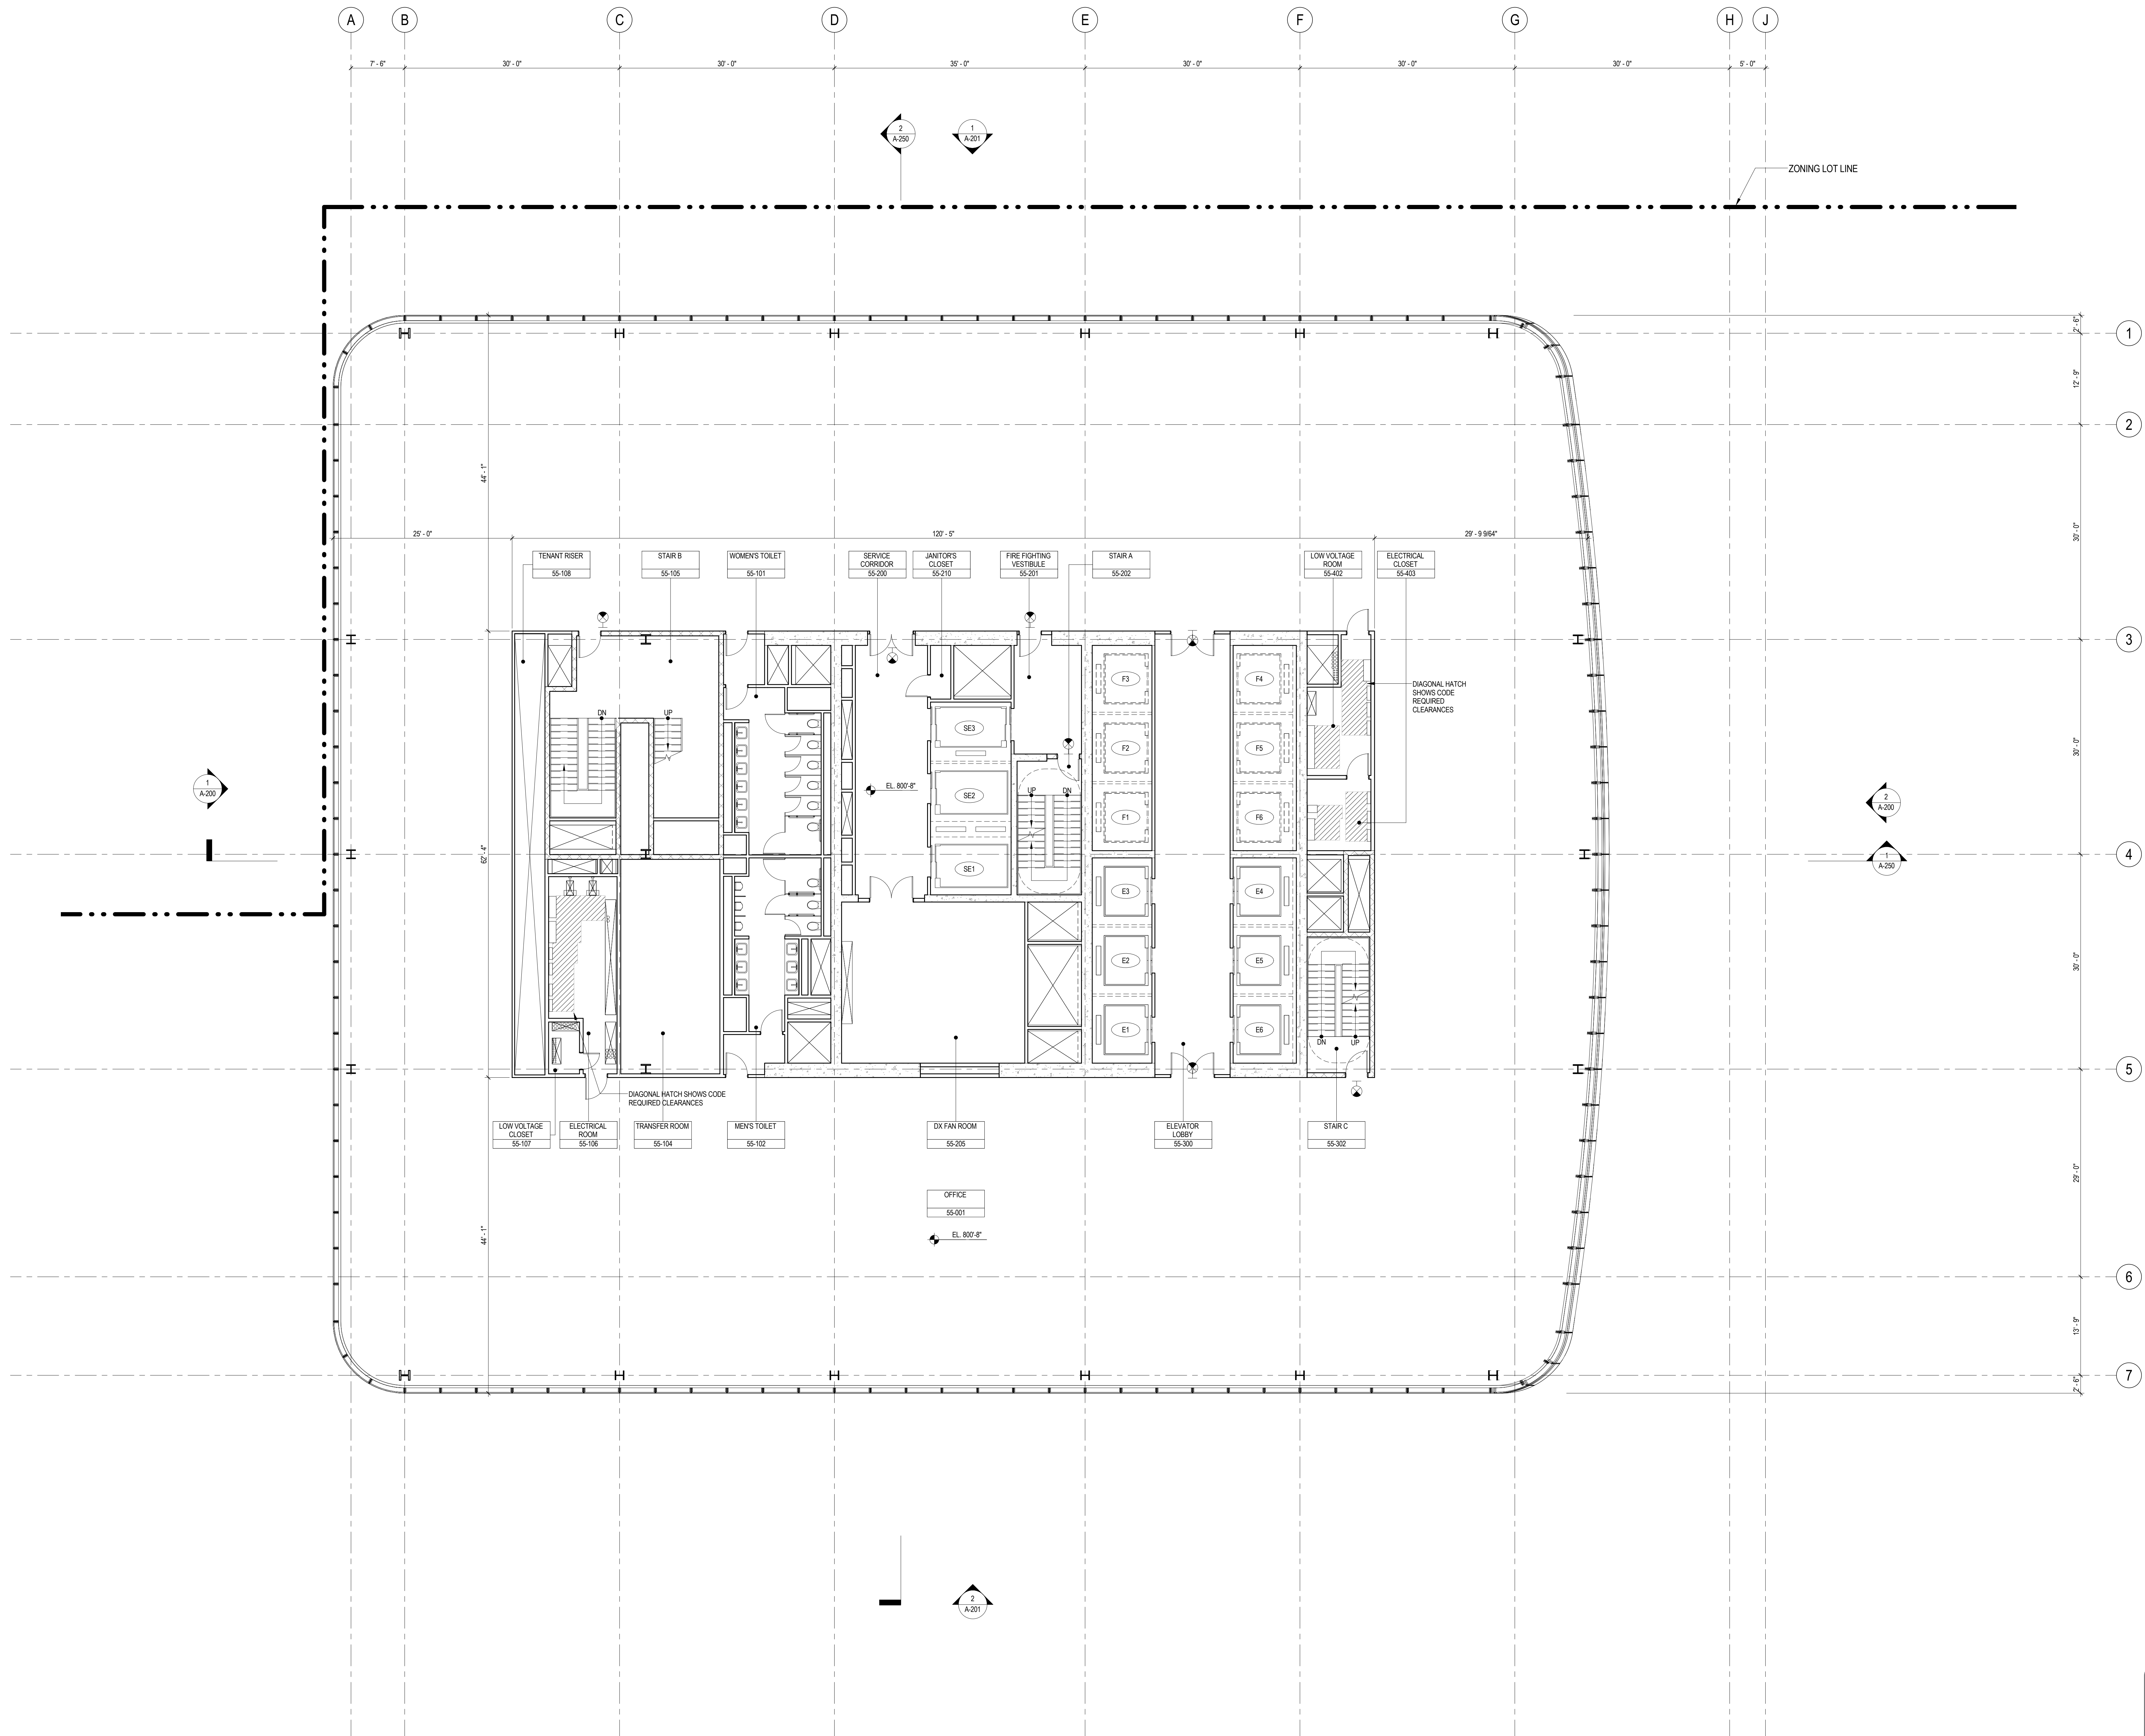 A
B
C
D
E
F
G
H
J
7' - 6"
30' - 0"
30' - 0"
35' - 0"
30' - 0"
30' - 0"
30' - 0"
5' - 0"
2
A-250
1
A-201
ZONING LOT LINE
2' - 6"
1
12' - 9"
2
44' - 1"
30' - 0"
25' - 0"
120' - 5"
29' - 9 9/64"
TENANT RISER
55-108
STAIR B
55-105
WOMEN'S TOILET
55-101
SERVICE
CORRIDOR
55-200
JANITOR'S
CLOSET
55-210
FIRE FIGHTING
VESTIBULE
55-201
STAIR A
55-202
LOW VOLTAGE
ROOM
55-402
ELECTRICAL
CLOSET
55-403
3
F3
F4
DIAGONAL HATCH
SHOWS CODE
REQUIRED
CLEARANCES
DN
UP
SE3
F2
F5
30' - 0"
1
A-200
EL. 800'-8"
SE2
UP
DN
F1
F6
2
A-200
62' - 4"
4
1
A-250
SE1
E3
E4
E2
E5
30' - 0"
E1
E6
DN
UP
5
DIAGONAL HATCH SHOWS CODE
REQUIRED CLEARANCES
LOW VOLTAGE
CLOSET
55-107
ELECTRICAL
ROOM
55-106
TRANSFER ROOM
55-104
MEN'S TOILET
55-102
DX FAN ROOM
55-205
ELEVATOR
LOBBY
55-300
STAIR C
55-302
29' - 0"
OFFICE
55-001
44' - 1"
EL. 800'-8"
6
13' - 9"
7
2' - 6"
2
A-201